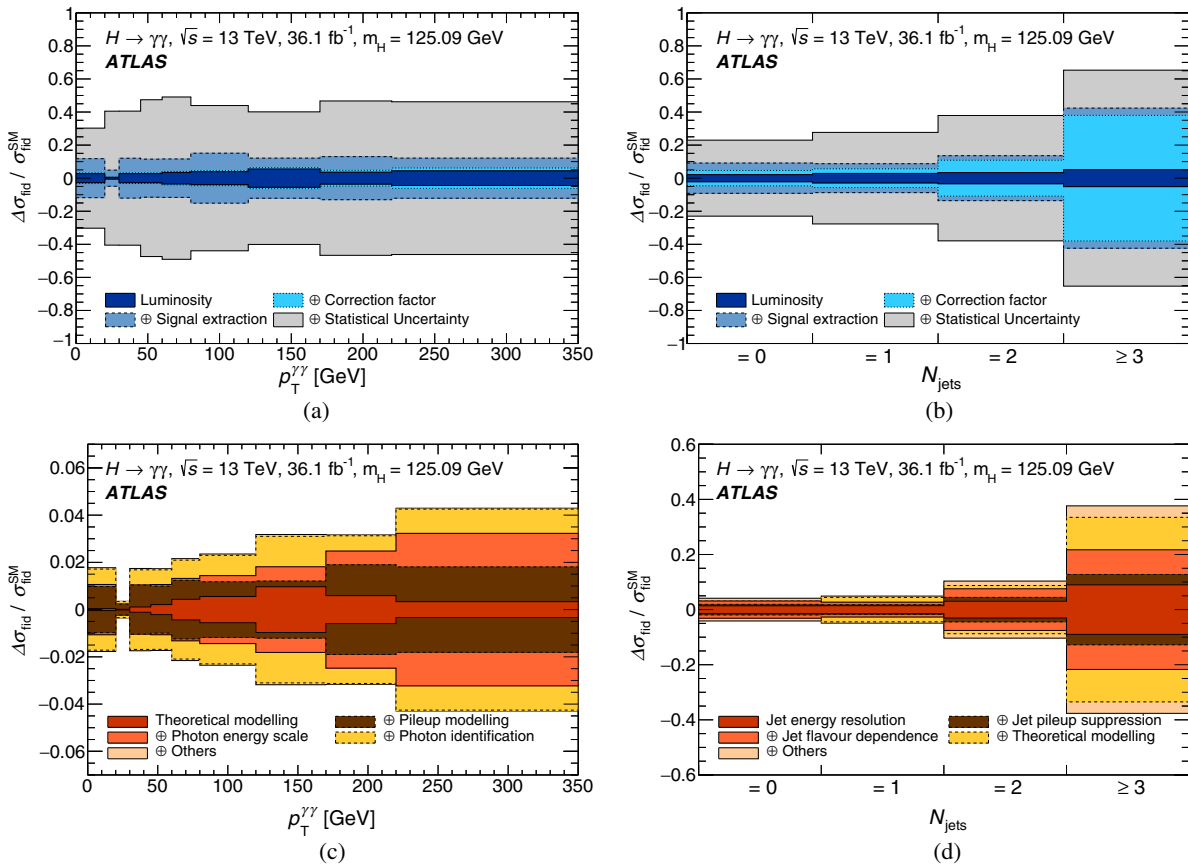 H → γγ, √s = 13 TeV, 36.1 fb⁻¹, m_H = 125.09 GeV
ATLAS
Δσ_fid / σ_fid^SM
1
0.8
0.6
0.4
0.2
0
−0.2
−0.4
−0.6
−0.8
−1
Luminosity
⊕ Correction factor
⊕ Signal extraction
⊕ Statistical Uncertainty
0 50 100 150 200 250 300 350
p_T^γγ [GeV]
(a)
H → γγ, √s = 13 TeV, 36.1 fb⁻¹, m_H = 125.09 GeV
ATLAS
Δσ_fid / σ_fid^SM
1
0.8
0.6
0.4
0.2
0
−0.2
−0.4
−0.6
−0.8
−1
Luminosity
⊕ Correction factor
⊕ Signal extraction
⊕ Statistical Uncertainty
= 0 = 1 = 2 ≥ 3
N_jets
(b)
H → γγ, √s = 13 TeV, 36.1 fb⁻¹, m_H = 125.09 GeV
ATLAS
Δσ_fid / σ_fid^SM
0.06
0.04
0.02
0
−0.02
−0.04
−0.06
Theoretical modelling
⊕ Pileup modelling
⊕ Photon energy scale
⊕ Photon identification
⊕ Others
0 50 100 150 200 250 300 350
p_T^γγ [GeV]
(c)
H → γγ, √s = 13 TeV, 36.1 fb⁻¹, m_H = 125.09 GeV
ATLAS
Δσ_fid / σ_fid^SM
0.6
0.4
0.2
0
−0.2
−0.4
−0.6
Jet energy resolution
⊕ Jet pileup suppression
⊕ Jet flavour dependence
⊕ Theoretical modelling
⊕ Others
= 0 = 1 = 2 ≥ 3
N_jets
(d)